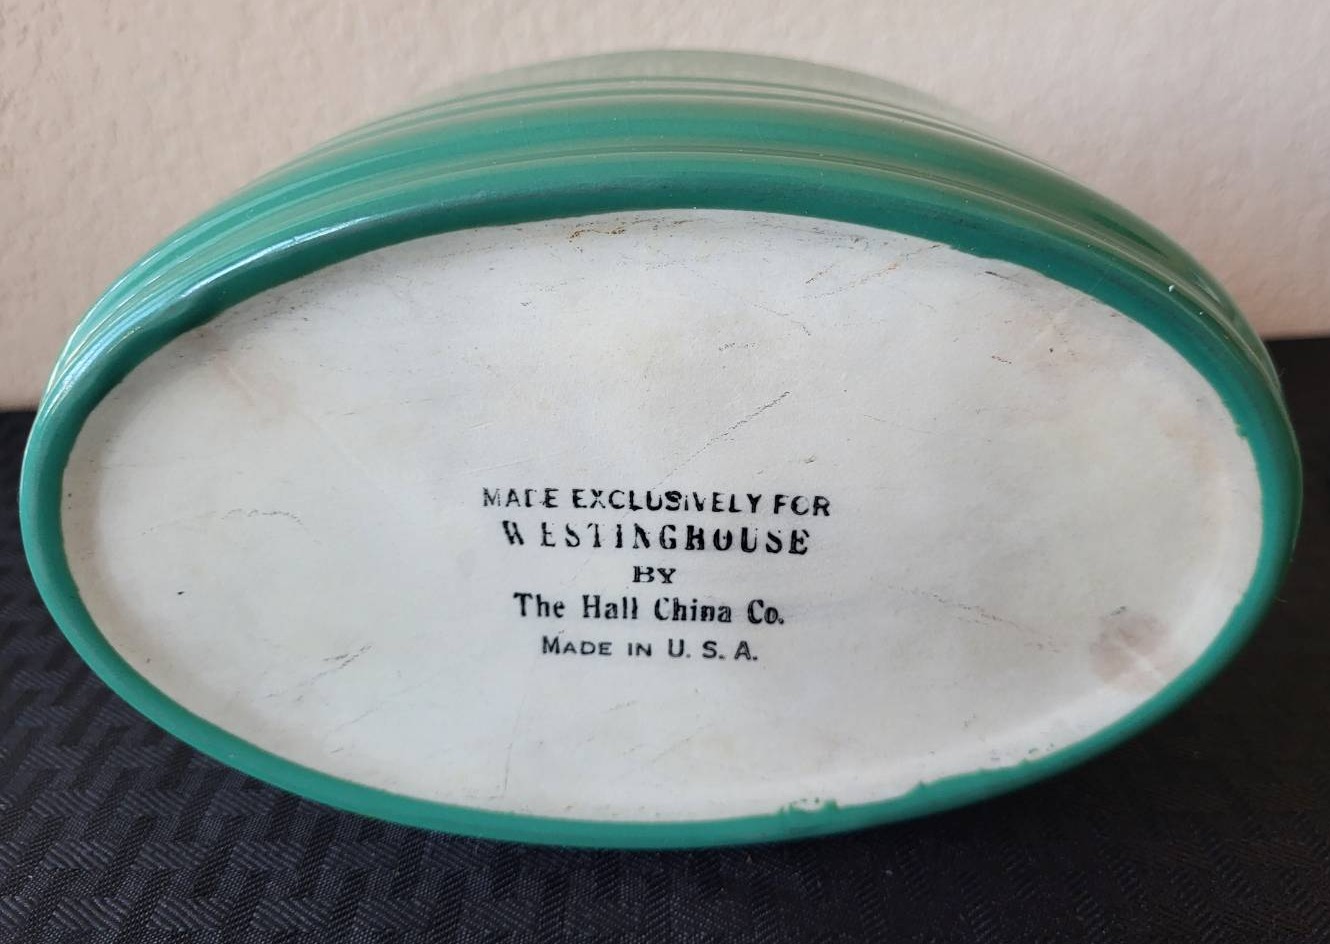 MADE EXCLUSIVELY FOR
WESTINGHOUSE
BY
The Hall China Co.
MADE IN U. S. A.